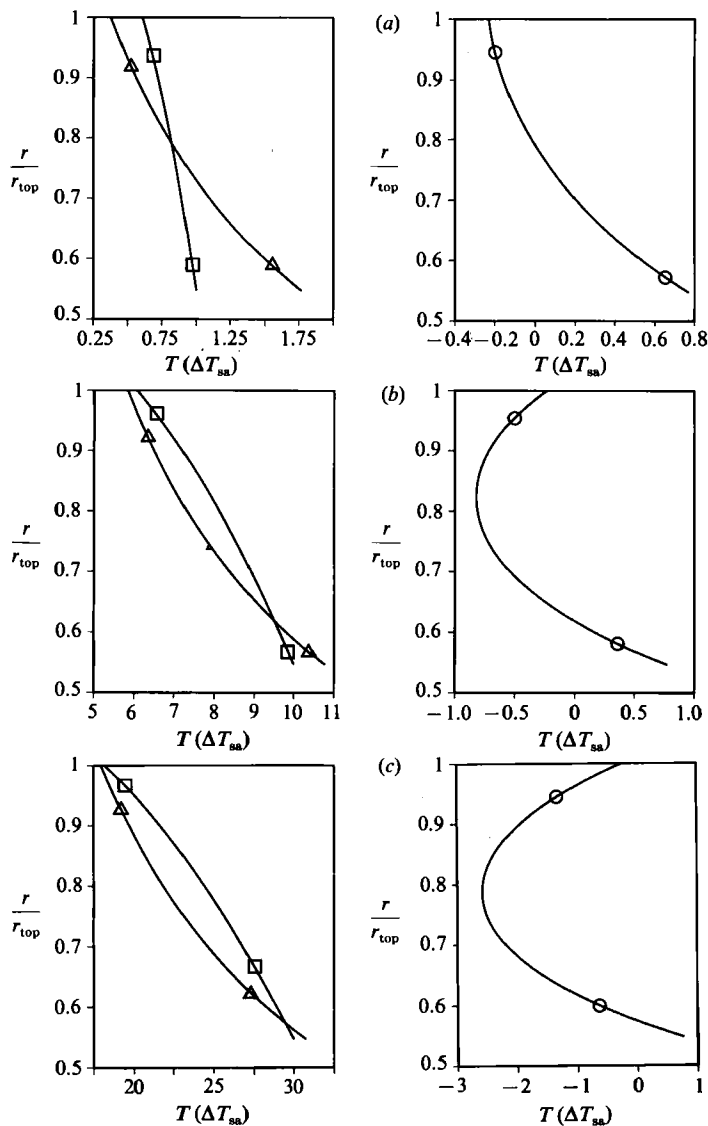 (a)
1
0.9
0.8
r
r_top
0.7
0.6
0.5
0.25 0.75 1.25 1.75
T (ΔT_sa)
1
0.9
0.8
r
r_top
0.7
0.6
0.5
−0.4 −0.2 0 0.2 0.4 0.6 0.8
T (ΔT_sa)
(b)
1
0.9
0.8
r
r_top
0.7
0.6
0.5
5 6 7 8 9 10 11
T (ΔT_sa)
1
0.9
0.8
r
r_top
0.7
0.6
0.5
−1.0 −0.5 0 0.5 1.0
T (ΔT_sa)
(c)
1
0.9
0.8
r
r_top
0.7
0.6
0.5
20 25 30
T (ΔT_sa)
1
0.9
0.8
r
r_top
0.7
0.6
0.5
−3 −2 −1 0 1
T (ΔT_sa)